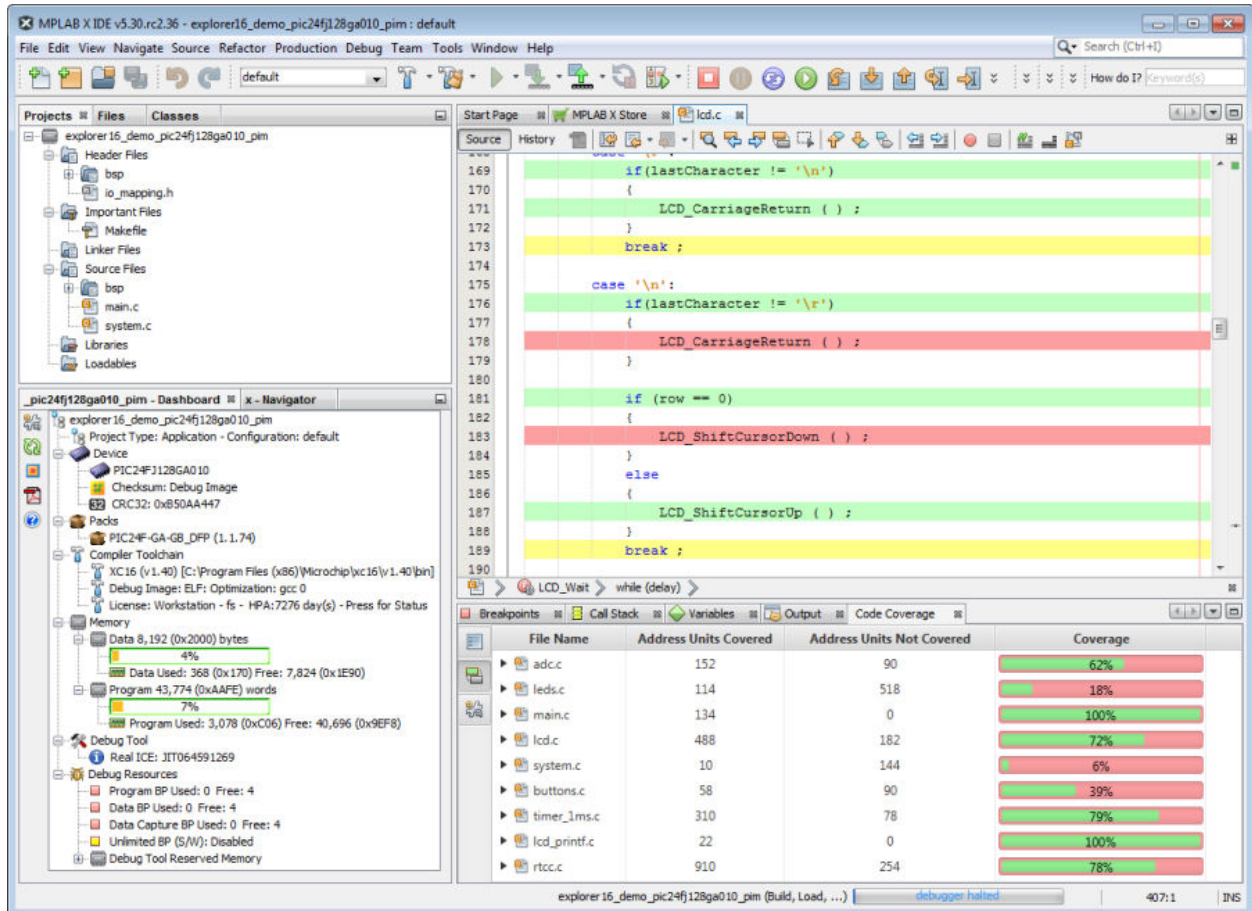 MPLAB X IDE v5.30.rc2.36 - explorer16_demo_pic24fj128ga010_pim : default
File Edit View Navigate Source Refactor Production Debug Team Tools Window Help
Search (Ctrl+I)
default
How do I? Keyword(s)
Projects Files Classes
explorer16_demo_pic24fj128ga010_pim
Header Files
bsp
io_mapping.h
Important Files
Makefile
Linker Files
Source Files
bsp
main.c
system.c
Libraries
Loadables
_pic24fj128ga010_pim - Dashboard x - Navigator
explorer16_demo_pic24fj128ga010_pim
Project Type: Application - Configuration: default
Device
PIC24FJ128GA010
Checksum: Debug Image
CRC32: 0xB50AA447
Packs
PIC24F-GA-GB_DFP (1.1.74)
Compiler Toolchain
XC16 (v1.40) [C:\Program Files (x86)\Microchip\xc16\v1.40\bin]
Debug Image: ELF: Optimization: gcc 0
License: Workstation - fs - HPA:7276 day(s) - Press for Status
Memory
Data 8,192 (0x2000) bytes
4%
Data Used: 368 (0x170) Free: 7,824 (0x1E90)
Program 43,774 (0xAAFE) words
7%
Program Used: 3,078 (0xC06) Free: 40,696 (0x9EF8)
Debug Tool
Real ICE: JIT064591269
Debug Resources
Program BP Used: 0 Free: 4
Data BP Used: 0 Free: 4
Data Capture BP Used: 0 Free: 4
Unlimited BP (S/W): Disabled
Debug Tool Reserved Memory
Start Page MPLAB X Store lcd.c
Source History
169 if(lastCharacter != '\n')
170 {
171 LCD_CarriageReturn ( ) ;
172 }
173 break ;
174
175 case '\n':
176 if(lastCharacter != '\r')
177 {
178 LCD_CarriageReturn ( ) ;
179 }
180
181 if (row == 0)
182 {
183 LCD_ShiftCursorDown ( ) ;
184 }
185 else
186 {
187 LCD_ShiftCursorUp ( ) ;
188 }
189 break ;
190
LCD_Wait while (delay)
Breakpoints Call Stack Variables Output Code Coverage
File Name Address Units Covered Address Units Not Covered Coverage
adc.c 152 90 62%
leds.c 114 518 18%
main.c 134 0 100%
lcd.c 488 182 72%
system.c 10 144 6%
buttons.c 58 90 39%
timer_1ms.c 310 78 79%
lcd_printf.c 22 0 100%
rtcc.c 910 254 78%
explorer16_demo_pic24fj128ga010_pim (Build, Load, ...) debugger halted 407:1 INS